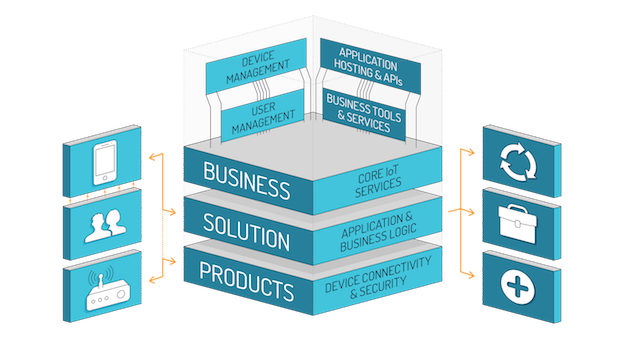 DEVICE
MANAGEMENT
APPLICATION
HOSTING & APIs
USER
MANAGEMENT
BUSINESS TOOLS
& SERVICES
BUSINESS
CORE IoT
SERVICES
SOLUTION
APPLICATION &
BUSINESS LOGIC
PRODUCTS
DEVICE CONNECTIVITY
& SECURITY